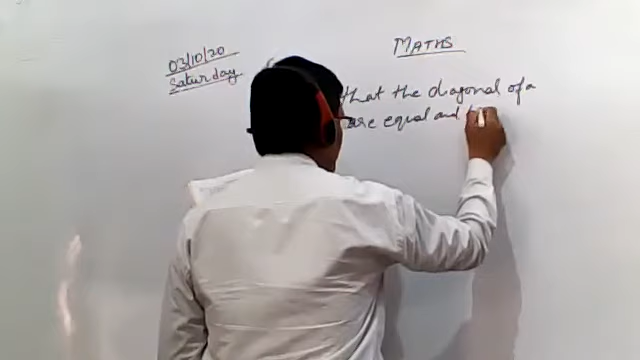 03/10/20
Saturday
MATHS
that the diagonal of a
are equal and